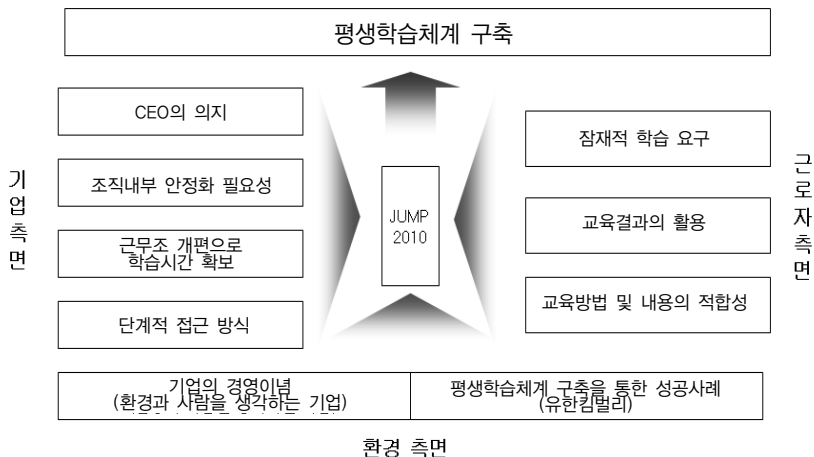 평생학습체계 구축
기업측면
CEO의 의지
조직내부 안정화 필요성
근무조 개편으로
학습시간 확보
단계적 접근 방식
JUMP
2010
잠재적 학습 요구
교육결과의 활용
교육방법 및 내용의 적합성
근로자측면
기업의 경영이념
(환경과 사람을 생각하는 기업)
평생학습체계 구축을 통한 성공사례
(유한킴벌리)
환경 측면